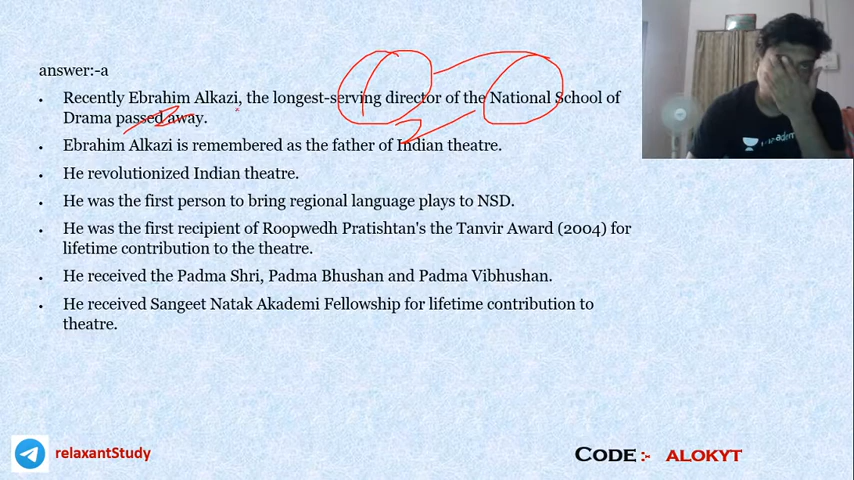 answer:-a
• Recently Ebrahim Alkazi, the longest-serving director of the National School of
Drama passed away.
• Ebrahim Alkazi is remembered as the father of Indian theatre.
• He revolutionized Indian theatre.
• He was the first person to bring regional language plays to NSD.
• He was the first recipient of Roopwedh Pratishtan's the Tanvir Award (2004) for
lifetime contribution to the theatre.
• He received the Padma Shri, Padma Bhushan and Padma Vibhushan.
• He received Sangeet Natak Akademi Fellowship for lifetime contribution to
theatre.
relaxantStudy
CODE :- ALOKYT